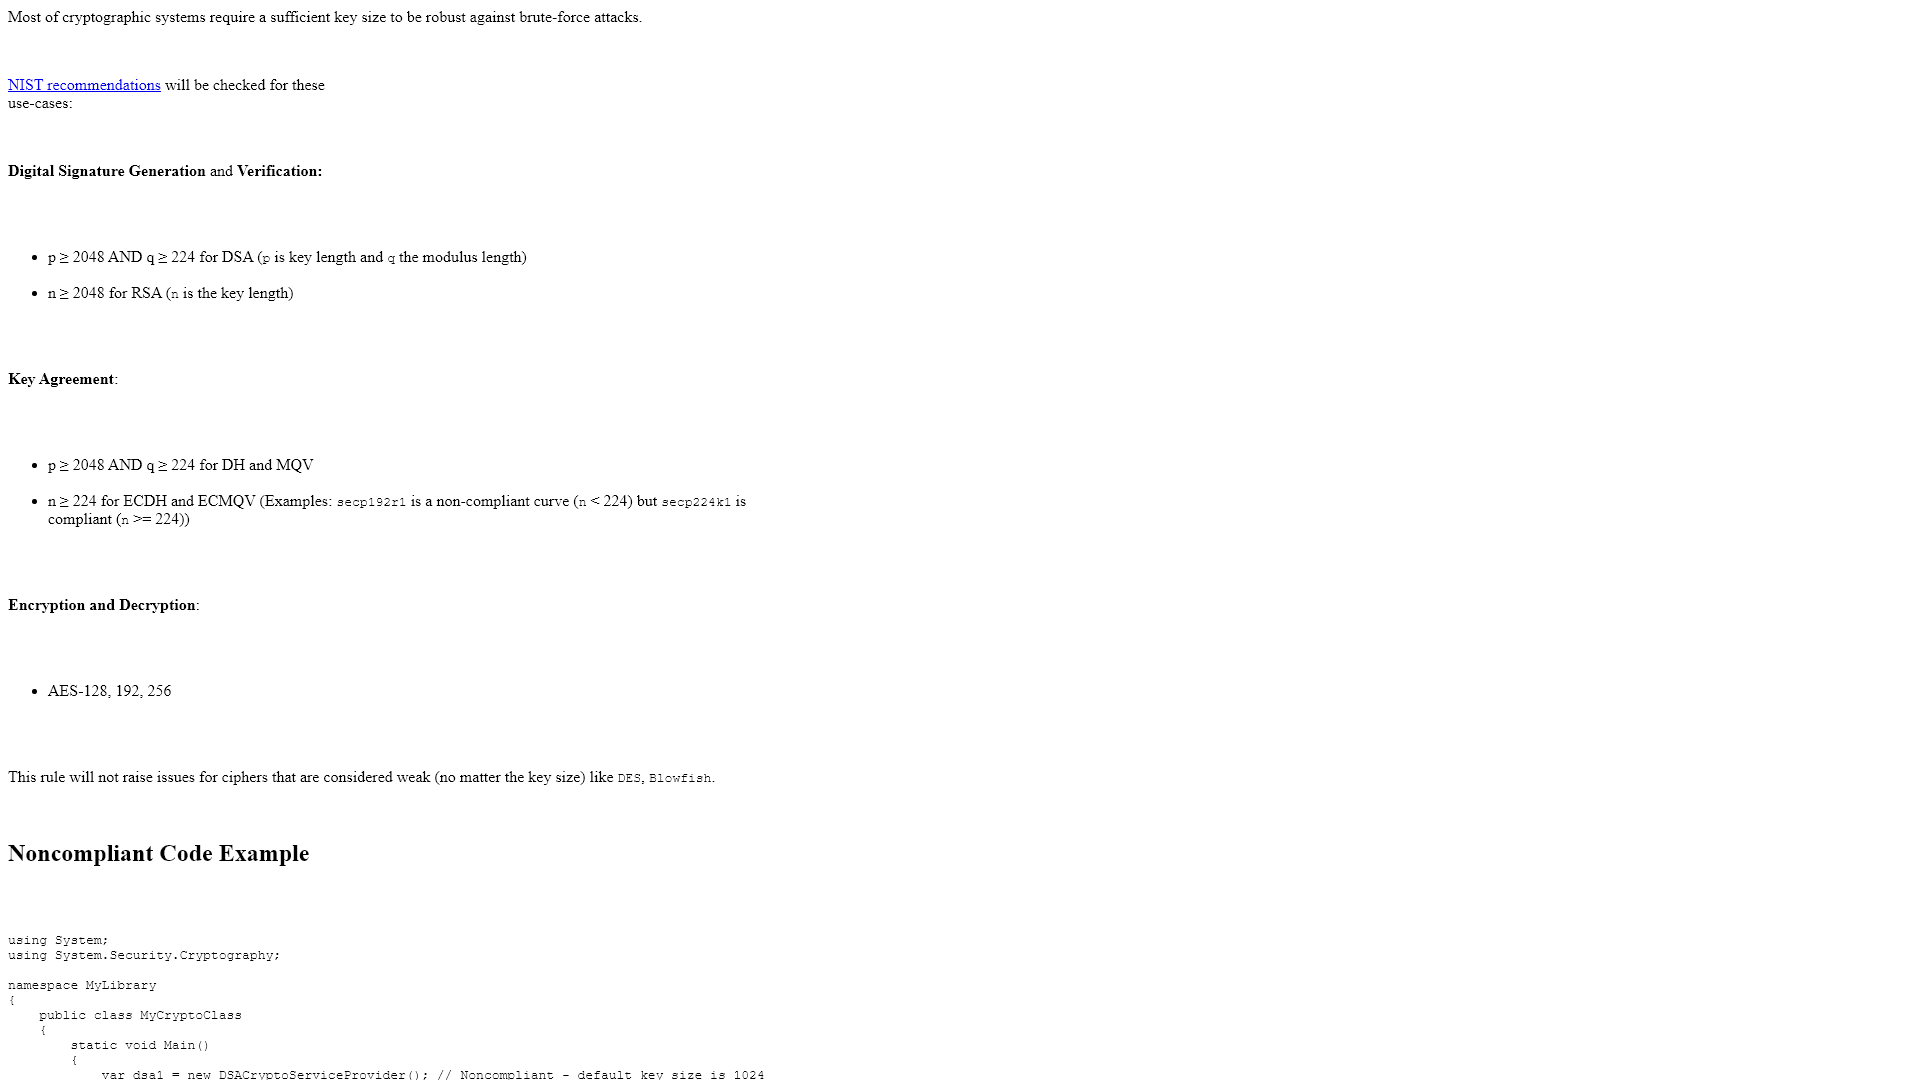 Most of cryptographic systems require a sufficient key size to be robust against brute-force attacks.
NIST recommendations will be checked for these
use-cases:
Digital Signature Generation and Verification:
• p ≥ 2048 AND q ≥ 224 for DSA (p is key length and q the modulus length)
• n ≥ 2048 for RSA (n is the key length)
Key Agreement:
• p ≥ 2048 AND q ≥ 224 for DH and MQV
• n ≥ 224 for ECDH and ECMQV (Examples: secp192r1 is a non-compliant curve (n < 224) but secp224k1 is
compliant (n >= 224))
Encryption and Decryption:
• AES-128, 192, 256
This rule will not raise issues for ciphers that are considered weak (no matter the key size) like DES, Blowfish.
Noncompliant Code Example
using System;
using System.Security.Cryptography;
namespace MyLibrary
{
    public class MyCryptoClass
    {
        static void Main()
        {
            var dsa1 = new DSACryptoServiceProvider(); // Noncompliant - default key size is 1024